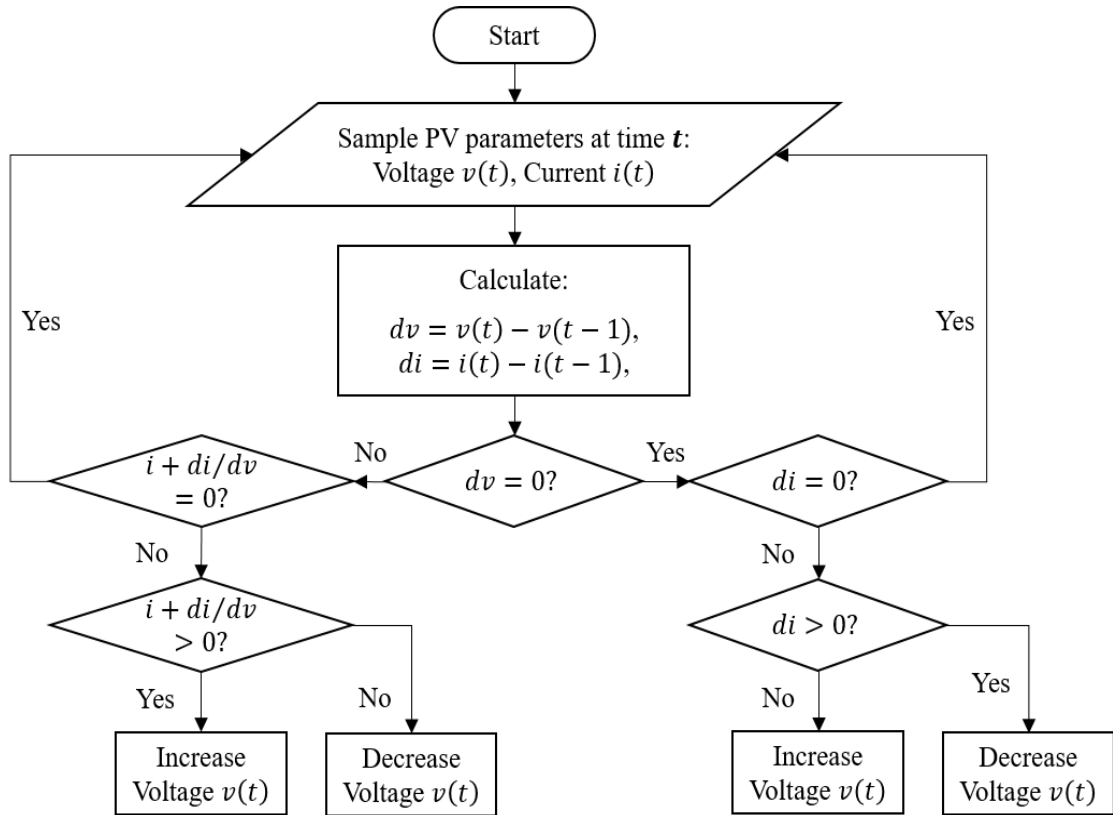 Start
Sample PV parameters at time t:
Voltage v(t), Current i(t)
Calculate:
dv = v(t) − v(t − 1),
di = i(t) − i(t − 1),
Yes
Yes
No
Yes
i + di/dv
= 0?
dv = 0?
di = 0?
No
No
i + di/dv
> 0?
di > 0?
Yes
No
No
Yes
Increase
Voltage v(t)
Decrease
Voltage v(t)
Increase
Voltage v(t)
Decrease
Voltage v(t)